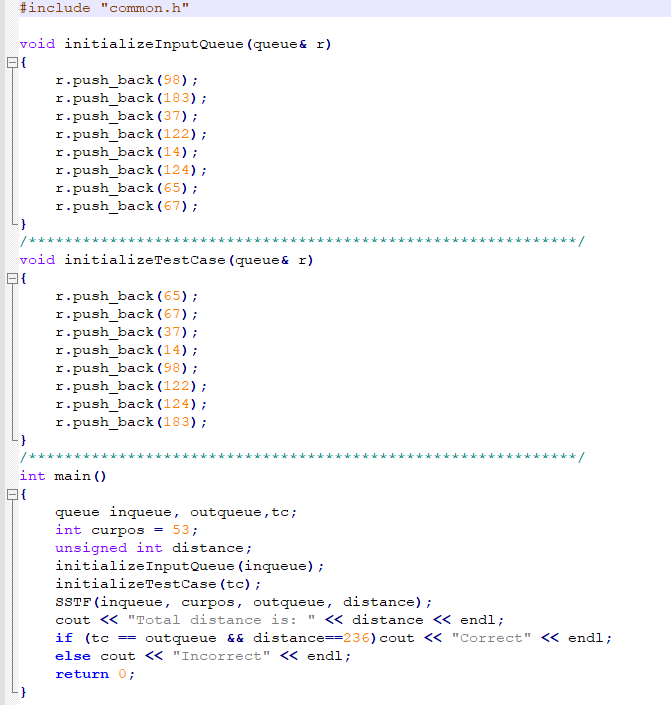 #include "common.h"
void initializeInputQueue(queue& r)
{
r.push_back(98);
r.push_back(183);
r.push_back(37);
r.push_back(122);
r.push_back(14);
r.push_back(124);
r.push_back(65);
r.push_back(67);
}
/*************************************************************/
void initializeTestCase(queue& r)
{
r.push_back(65);
r.push_back(67);
r.push_back(37);
r.push_back(14);
r.push_back(98);
r.push_back(122);
r.push_back(124);
r.push_back(183);
}
/*************************************************************/
int main()
{
queue inqueue, outqueue,tc;
int curpos = 53;
unsigned int distance;
initializeInputQueue(inqueue);
initializeTestCase(tc);
SSTF(inqueue, curpos, outqueue, distance);
cout << "Total distance is: " << distance << endl;
if (tc == outqueue && distance==236)cout << "Correct" << endl;
else cout << "Incorrect" << endl;
return 0;
}